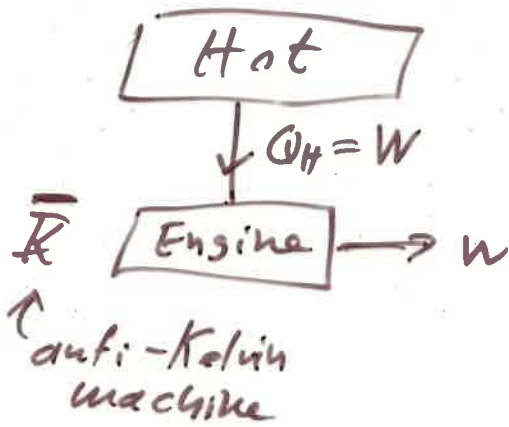 Hot
Q_H = W
K̄ Engine → W
anti-Kelvin
machine